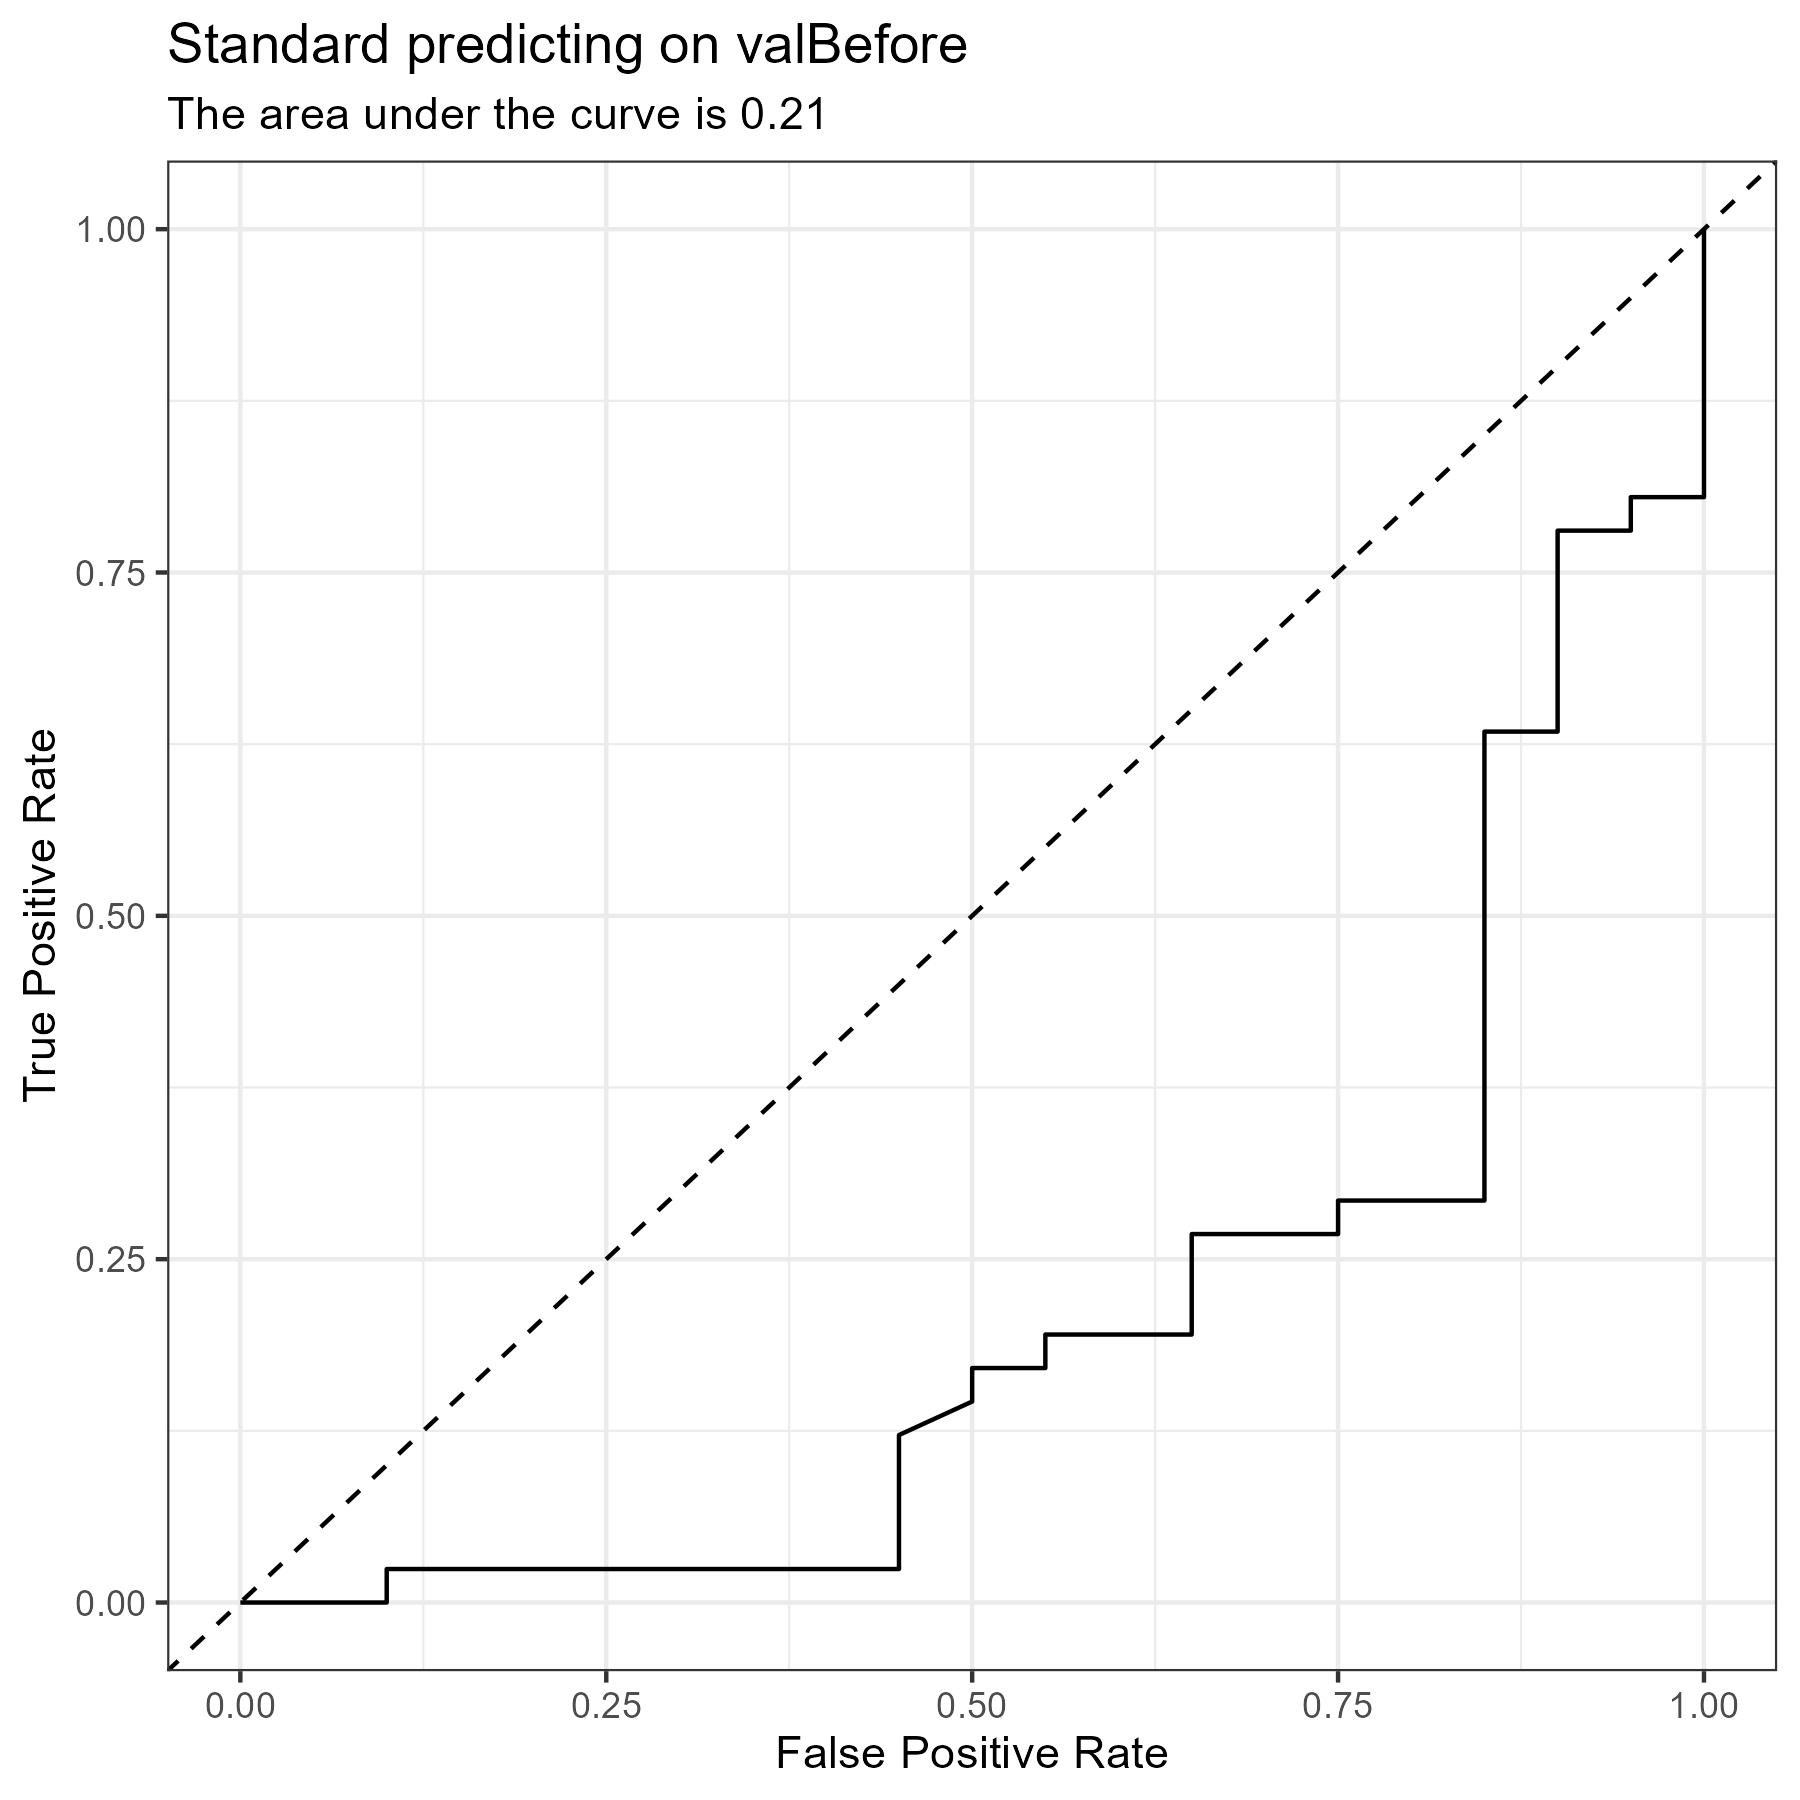 Standard predicting on valBefore
The area under the curve is 0.21
True Positive Rate
1.00
0.75
0.50
0.25
0.00
0.00 0.25 0.50 0.75 1.00
False Positive Rate